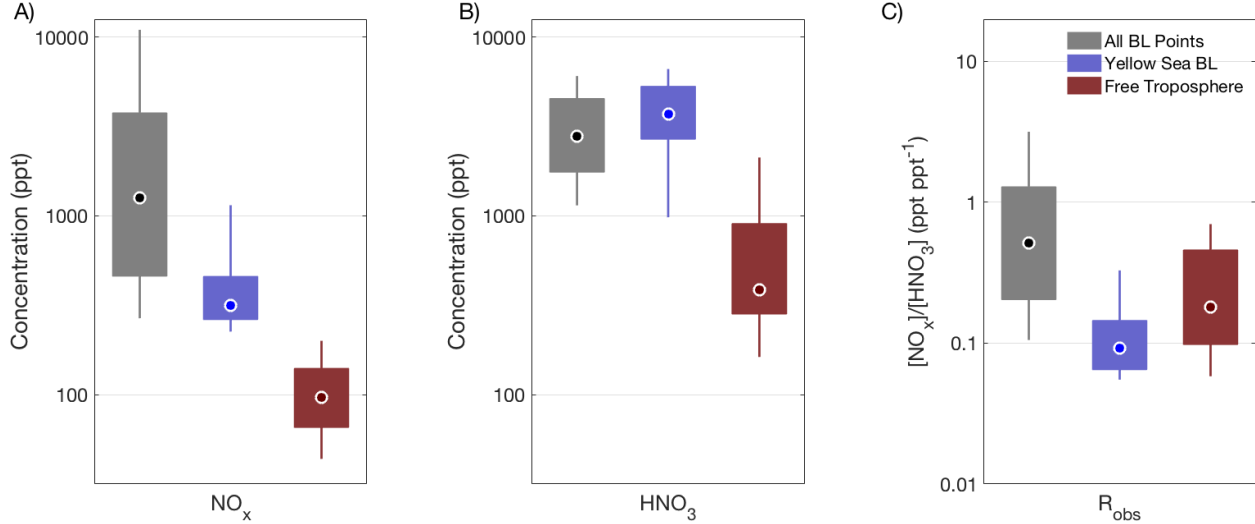 A)
10000
1000
100
Concentration (ppt)
NOₓ
B)
10000
1000
100
Concentration (ppt)
HNO₃
C)
10
1
0.1
0.01
[NOₓ]/[HNO₃] (ppt ppt⁻¹)
R_obs
All BL Points
Yellow Sea BL
Free Troposphere